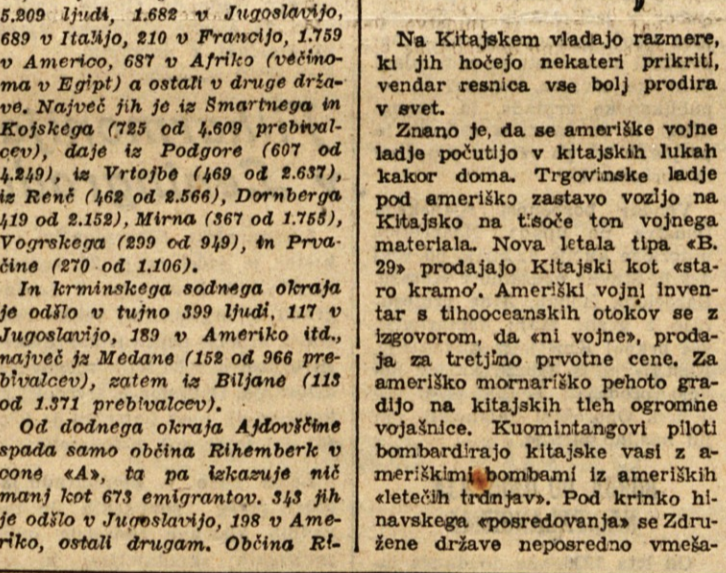 5.209 ljudi, 1.682 v Jugoslavijo,
689 v Italijo, 210 v Francijo, 1.759
v Americo, 687 v Afriko (večino-
ma v Egipt) a ostali v druge drža-
ve. Največ jih je iz Šmartnega in
Kojskega (725 od 4.609 prebival-
cev), daje iz Podgore (607 od
4.249), iz Vrtojbe (469 od 2.637),
iz Renč (462 od 2.566), Dornberga
419 od 2.152), Mirna (367 od 1.758),
Vogrskega (299 od 949), in Prva-
čine (270 od 1.106).
In krminskega sodnega okraja
je odšlo v tujno 399 ljudi, 117 v
Jugoslavijo, 189 v Ameriko itd.,
največ iz Medane (152 od 966 pre-
bivalcev), zatem iz Biljane (113
od 1.371 prebivalcev).
Od dodnega okraja Ajdovščine
spada samo občina Rihemberk v
cone «A», ta pa izkazuje nič
manj kot 673 emigrantov. 343 jih
je odšlo v Jugoslavijo, 198 v Ame-
riko, ostali drugam. Občina Ri-
Na Kitajskem vladajo razmere,
ki jih hočejo nekateri prikriti,
vendar resnica vse bolj prodira
v svet.
Znano je, da se ameriške vojne
ladje počutijo v kitajskih lukah
kakor doma. Trgovinske ladje
pod ameriško zastavo vozijo na
Kitajsko na tisoče ton vojnega
materiala. Nova letala tipa «B.
29» prodajajo Kitajski kot «sta-
ro kramo'. Ameriški vojni inven-
tar s tihooceanskih otokov se z
izgovorom, da «ni vojne», proda-
ja za tretjino prvotne cene. Za
ameriško mornariško pehoto gra-
dijo na kitajskih tleh ogromne
vojašnice. Kuomintangovi piloti
bombardirajo kitajske vasi z a-
meriškimi bombami iz ameriških
«letečih trdnjav». Pod krinko hi-
navskega «posredovanja» se Zdru-
žene države neposredno vmeša-